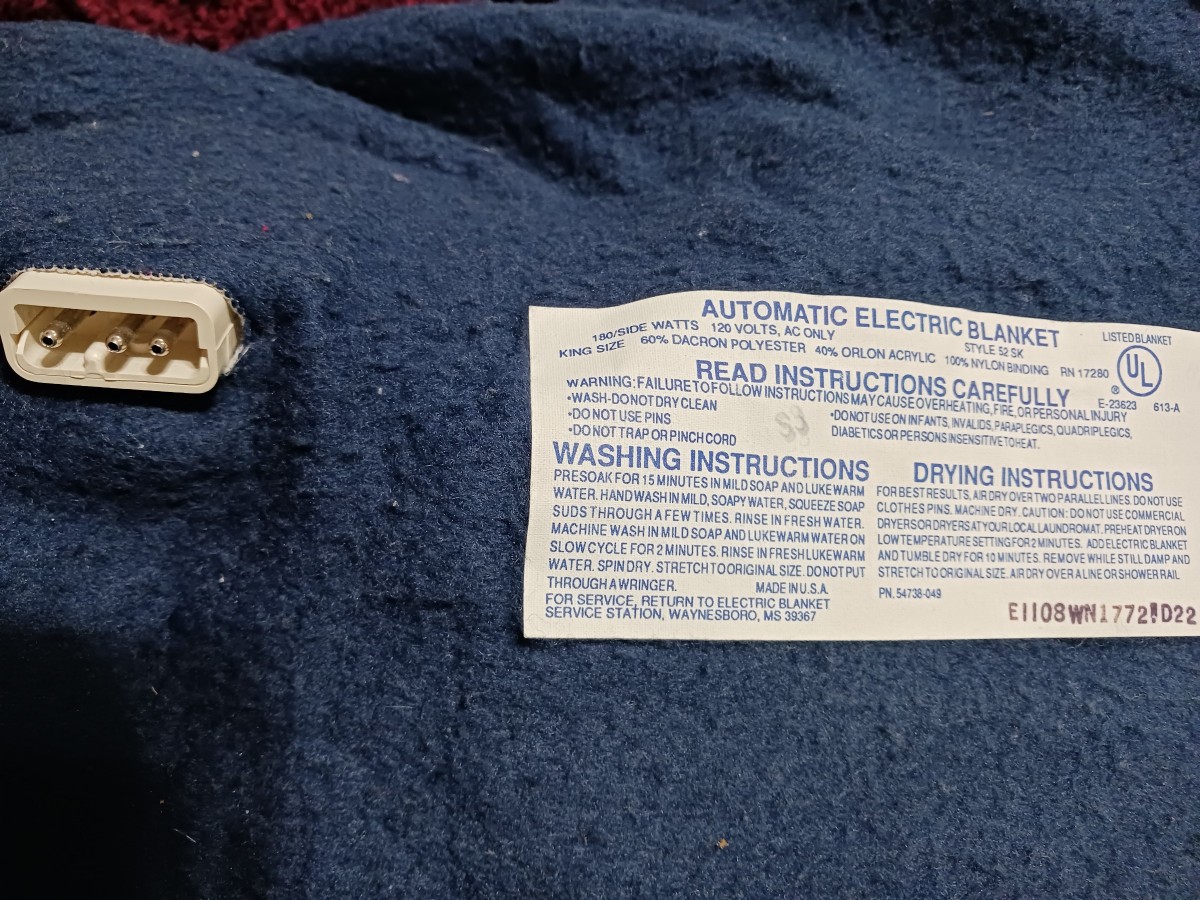 AUTOMATIC ELECTRIC BLANKET
180/SIDE WATTS 120 VOLTS, AC ONLY
STYLE 52 SK
LISTED BLANKET
KING SIZE 60% DACRON POLYESTER 40% ORLON ACRYLIC 100% NYLON BINDING RN 17280
UL
®
E-23623 613-A
READ INSTRUCTIONS CAREFULLY
WARNING: FAILURE TO FOLLOW INSTRUCTIONS MAY CAUSE OVERHEATING, FIRE, OR PERSONAL INJURY
•WASH-DO NOT DRY CLEAN
•DO NOT USE PINS
•DO NOT TRAP OR PINCH CORD
•DO NOT USE ON INFANTS, INVALIDS, PARAPLEGICS, QUADRIPLEGICS,
DIABETICS OR PERSONS INSENSITIVE TO HEAT.
WASHING INSTRUCTIONS
PRESOAK FOR 15 MINUTES IN MILD SOAP AND LUKEWARM
WATER. HAND WASH IN MILD, SOAPY WATER, SQUEEZE SOAP
SUDS THROUGH A FEW TIMES. RINSE IN FRESH WATER.
MACHINE WASH IN MILD SOAP AND LUKEWARM WATER ON
SLOW CYCLE FOR 2 MINUTES. RINSE IN FRESH LUKEWARM
WATER. SPIN DRY. STRETCH TO ORIGINAL SIZE. DO NOT PUT
THROUGH A WRINGER. MADE IN U.S.A.
FOR SERVICE, RETURN TO ELECTRIC BLANKET
SERVICE STATION, WAYNESBORO, MS 39367
DRYING INSTRUCTIONS
FOR BEST RESULTS, AIR DRY OVER TWO PARALLEL LINES. DO NOT USE
CLOTHES PINS. MACHINE DRY. CAUTION: DO NOT USE COMMERCIAL
DRYERS OR DRYERS AT YOUR LOCAL LAUNDROMAT. PREHEAT DRYER ON
LOW TEMPERATURE SETTING FOR 2 MINUTES. ADD ELECTRIC BLANKET
AND TUMBLE DRY FOR 10 MINUTES. REMOVE WHILE STILL DAMP AND
STRETCH TO ORIGINAL SIZE. AIR DRY OVER A LINE OR SHOWER RAIL
PN. 54738-049